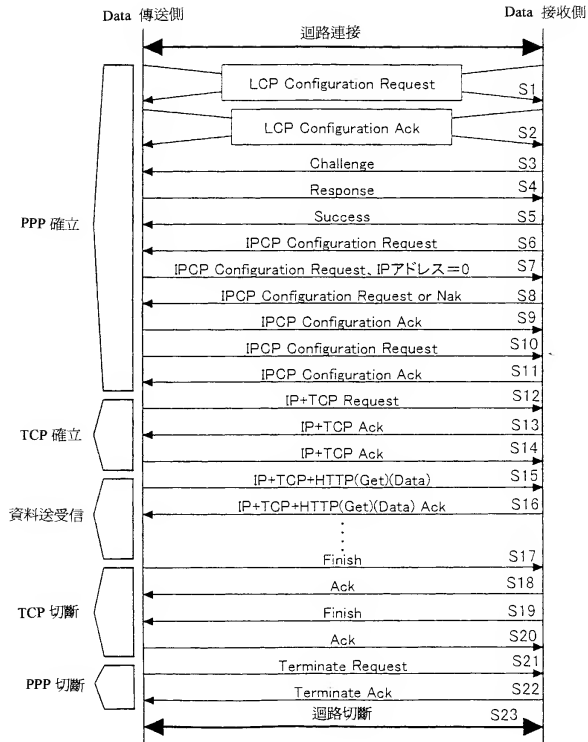 Data 傳送側
Data 接收側
迴路連接
LCP Configuration Request
S1
LCP Configuration Ack
S2
Challenge
S3
Response
S4
Success
S5
PPP 確立
IPCP Configuration Request
S6
IPCP Configuration Request、IPアドレス=0
S7
IPCP Configuration Request or Nak
S8
IPCP Configuration Ack
S9
IPCP Configuration Request
S10
IPCP Configuration Ack
S11
IP+TCP Request
S12
TCP 確立
IP+TCP Ack
S13
IP+TCP Ack
S14
IP+TCP+HTTP(Get)(Data)
S15
資料送受信
IP+TCP+HTTP(Get)(Data) Ack
S16
Finish
S17
Ack
S18
TCP 切斷
Finish
S19
Ack
S20
Terminate Request
S21
PPP 切斷
Terminate Ack
S22
迴路切斷
S23